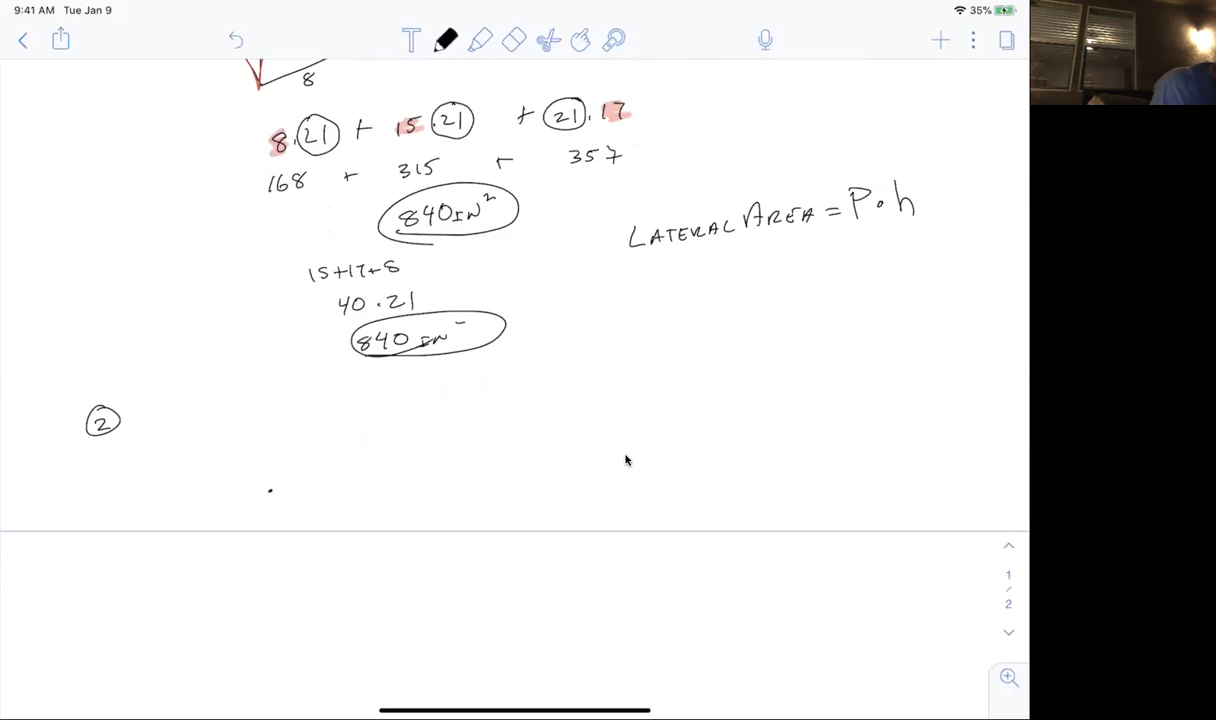 9:41 AM Tue Jan 9
35%
T
8
8.21 + 15.21 + 21.17
168 + 315 + 357
840 IN²
LATERAL AREA = P • h
15+17+8
40 . 21
840 IN
2
1
/
2